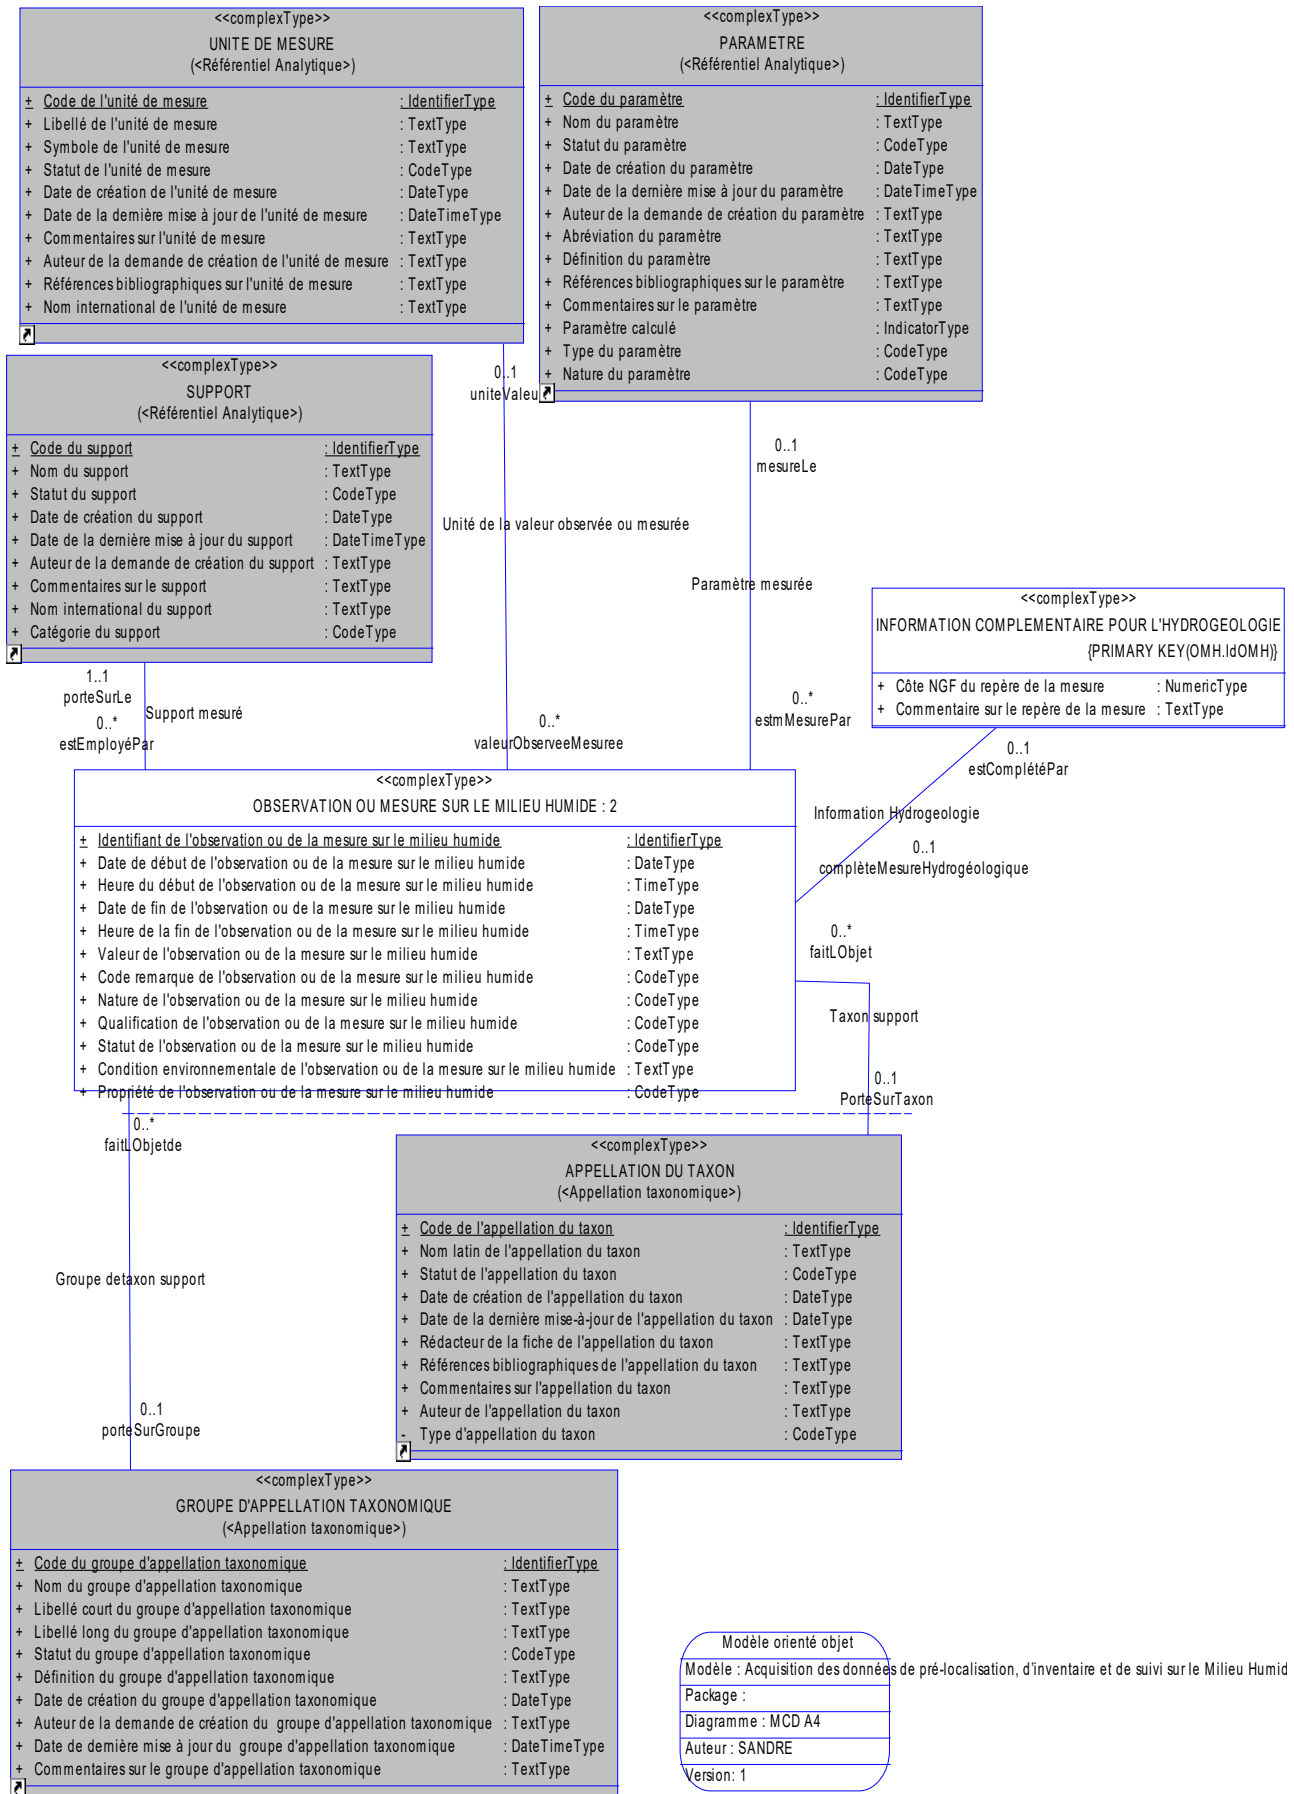 <<complexType>>
UNITE DE MESURE
(<Référentiel Analytique>)
+ Code de l'unité de mesure : IdentifierType
+ Libellé de l'unité de mesure : TextType
+ Symbole de l'unité de mesure : TextType
+ Statut de l'unité de mesure : CodeType
+ Date de création de l'unité de mesure : DateType
+ Date de la dernière mise à jour de l'unité de mesure : DateTimeType
+ Commentaires sur l'unité de mesure : TextType
+ Auteur de la demande de création de l'unité de mesure : TextType
+ Références bibliographiques sur l'unité de mesure : TextType
+ Nom international de l'unité de mesure : TextType
<<complexType>>
PARAMETRE
(<Référentiel Analytique>)
+ Code du paramètre : IdentifierType
+ Nom du paramètre : TextType
+ Statut du paramètre : CodeType
+ Date de création du paramètre : DateType
+ Date de la dernière mise à jour du paramètre : DateTimeType
+ Auteur de la demande de création du paramètre : TextType
+ Abréviation du paramètre : TextType
+ Définition du paramètre : TextType
+ Références bibliographiques sur le paramètre : TextType
+ Commentaires sur le paramètre : TextType
+ Paramètre calculé : IndicatorType
+ Type du paramètre : CodeType
+ Nature du paramètre : CodeType
<<complexType>>
SUPPORT
(<Référentiel Analytique>)
+ Code du support : IdentifierType
+ Nom du support : TextType
+ Statut du support : CodeType
+ Date de création du support : DateType
+ Date de la dernière mise à jour du support : DateTimeType
+ Auteur de la demande de création du support : TextType
+ Commentaires sur le support : TextType
+ Nom international du support : TextType
+ Catégorie du support : CodeType
0..1
uniteValeu
0..1
mesureLe
Unité de la valeur observée ou mesurée
Paramètre mesurée
<<complexType>>
INFORMATION COMPLEMENTAIRE POUR L'HYDROGEOLOGIE
{PRIMARY KEY(OMH.IdOMH)}
+ Côte NGF du repère de la mesure : NumericType
+ Commentaire sur le repère de la mesure : TextType
1..1
porteSurLe
Support mesuré
0..*
estEmployéPar
0..*
valeurObserveeMesuree
0..*
estmMesurePar
0..1
estComplétéPar
Information Hydrogeologie
0..1
complèteMesureHydrogéologique
<<complexType>>
OBSERVATION OU MESURE SUR LE MILIEU HUMIDE : 2
+ Identifiant de l'observation ou de la mesure sur le milieu humide : IdentifierType
+ Date de début de l'observation ou de la mesure sur le milieu humide : DateType
+ Heure du début de l'observation ou de la mesure sur le milieu humide : TimeType
+ Date de fin de l'observation ou de la mesure sur le milieu humide : DateType
+ Heure de la fin de l'observation ou de la mesure sur le milieu humide : TimeType
+ Valeur de l'observation ou de la mesure sur le milieu humide : TextType
+ Code remarque de l'observation ou de la mesure sur le milieu humide : CodeType
+ Nature de l'observation ou de la mesure sur le milieu humide : CodeType
+ Qualification de l'observation ou de la mesure sur le milieu humide : CodeType
+ Statut de l'observation ou de la mesure sur le milieu humide : CodeType
+ Condition environnementale de l'observation ou de la mesure sur le milieu humide : TextType
+ Propriété de l'observation ou de la mesure sur le milieu humide : CodeType
0..*
faitLObjet
Taxon support
0..1
PorteSurTaxon
0..*
faitLObjetde
Groupe detaxon support
0..1
porteSurGroupe
<<complexType>>
APPELLATION DU TAXON
(<Appellation taxonomique>)
+ Code de l'appellation du taxon : IdentifierType
+ Nom latin de l'appellation du taxon : TextType
+ Statut de l'appellation du taxon : CodeType
+ Date de création de l'appellation du taxon : DateType
+ Date de la dernière mise-à-jour de l'appellation du taxon : DateType
+ Rédacteur de la fiche de l'appellation du taxon : TextType
+ Références bibliographiques de l'appellation du taxon : TextType
+ Commentaires sur l'appellation du taxon : TextType
+ Auteur de l'appellation du taxon : TextType
- Type d'appellation du taxon : CodeType
<<complexType>>
GROUPE D'APPELLATION TAXONOMIQUE
(<Appellation taxonomique>)
+ Code du groupe d'appellation taxonomique : IdentifierType
+ Nom du groupe d'appellation taxonomique : TextType
+ Libellé court du groupe d'appellation taxonomique : TextType
+ Libellé long du groupe d'appellation taxonomique : TextType
+ Statut du groupe d'appellation taxonomique : CodeType
+ Définition du groupe d'appellation taxonomique : TextType
+ Date de création du groupe d'appellation taxonomique : DateType
+ Auteur de la demande de création du groupe d'appellation taxonomique : TextType
+ Date de dernière mise à jour du groupe d'appellation taxonomique : DateTimeType
+ Commentaires sur le groupe d'appellation taxonomique : TextType
Modèle orienté objet
Modèle : Acquisition des données de pré-localisation, d'inventaire et de suivi sur le Milieu Humid
Package :
Diagramme : MCD A4
Auteur : SANDRE
Version: 1